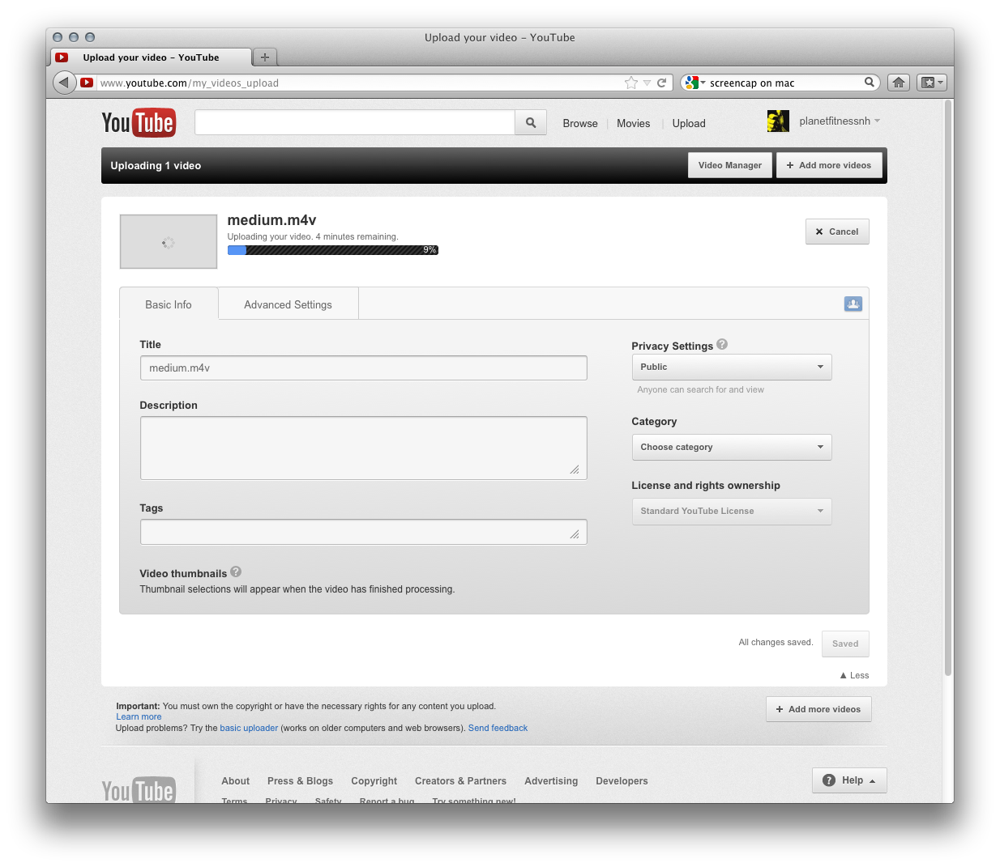 Upload your video – YouTube
Upload your video – YouTube
www.youtube.com/my_videos_upload
screencap on mac
YouTube
Browse
Movies
Upload
planetfitnessnh
Uploading 1 video
Video Manager
+ Add more videos
medium.m4v
Uploading your video. 4 minutes remaining.
9%
Cancel
Basic Info
Advanced Settings
Title
medium.m4v
Privacy Settings ?
Public
Anyone can search for and view
Description
Category
Choose category
License and rights ownership
Standard YouTube License
Tags
Video thumbnails ?
Thumbnail selections will appear when the video has finished processing.
All changes saved.
Saved
▲ Less
Important: You must own the copyright or have the necessary rights for any content you upload.
Learn more
Upload problems? Try the basic uploader (works on older computers and web browsers). Send feedback
+ Add more videos
YouTube
About
Press & Blogs
Copyright
Creators & Partners
Advertising
Developers
? Help
Terms
Privacy
Safety
Report a bug
Try something new!